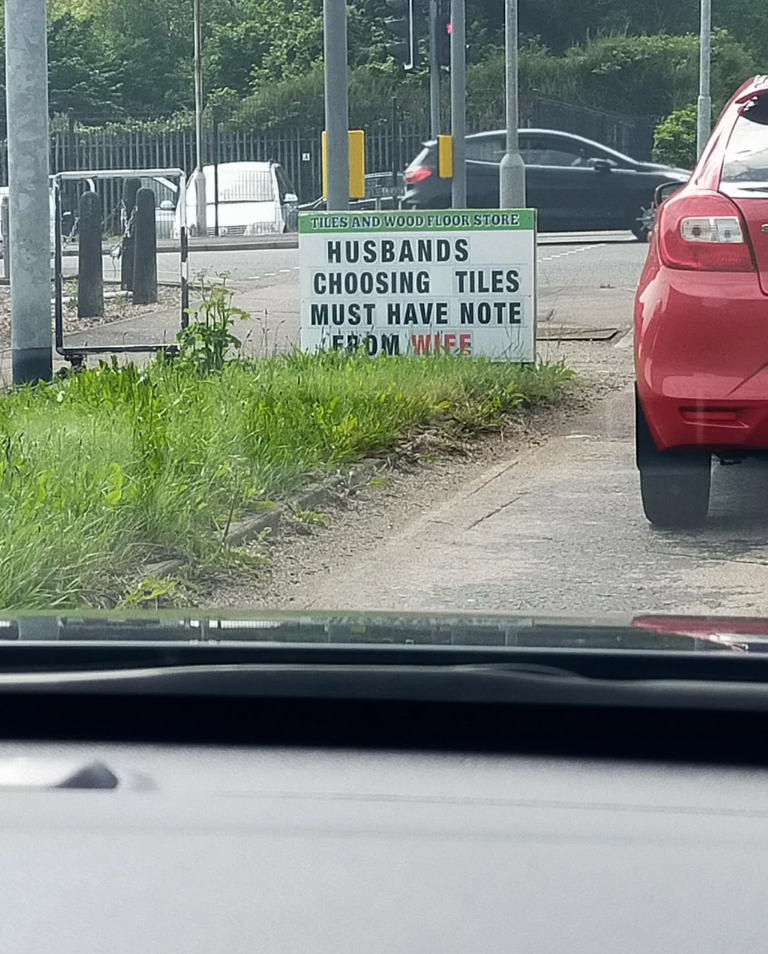 TILES AND WOOD FLOOR STORE
HUSBANDS
CHOOSING TILES
MUST HAVE NOTE
FROM WIFE